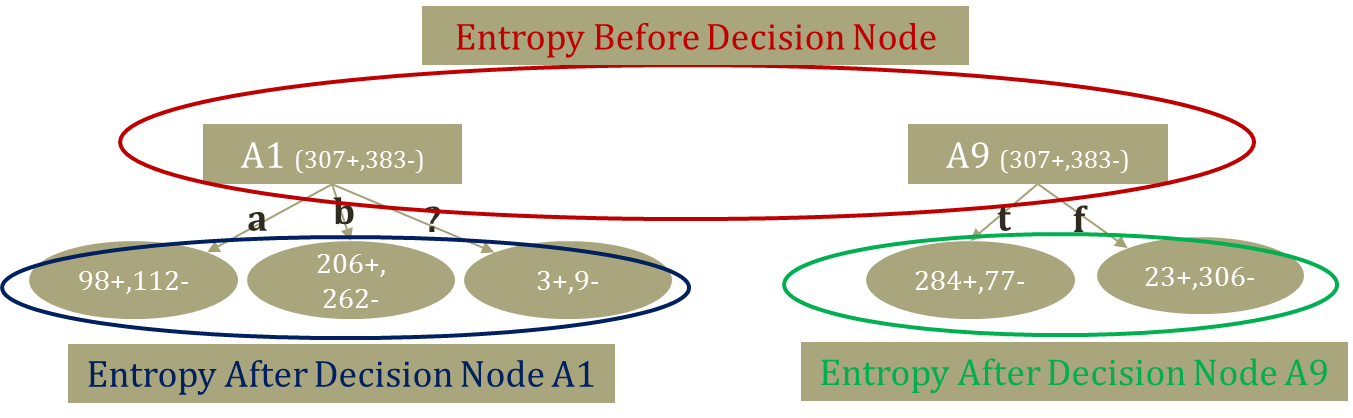 Entropy Before Decision Node
A1 (307+,383-)
A9 (307+,383-)
a
b
?
t
f
98+,112-
206+,
262-
3+,9-
284+,77-
23+,306-
Entropy After Decision Node A1
Entropy After Decision Node A9